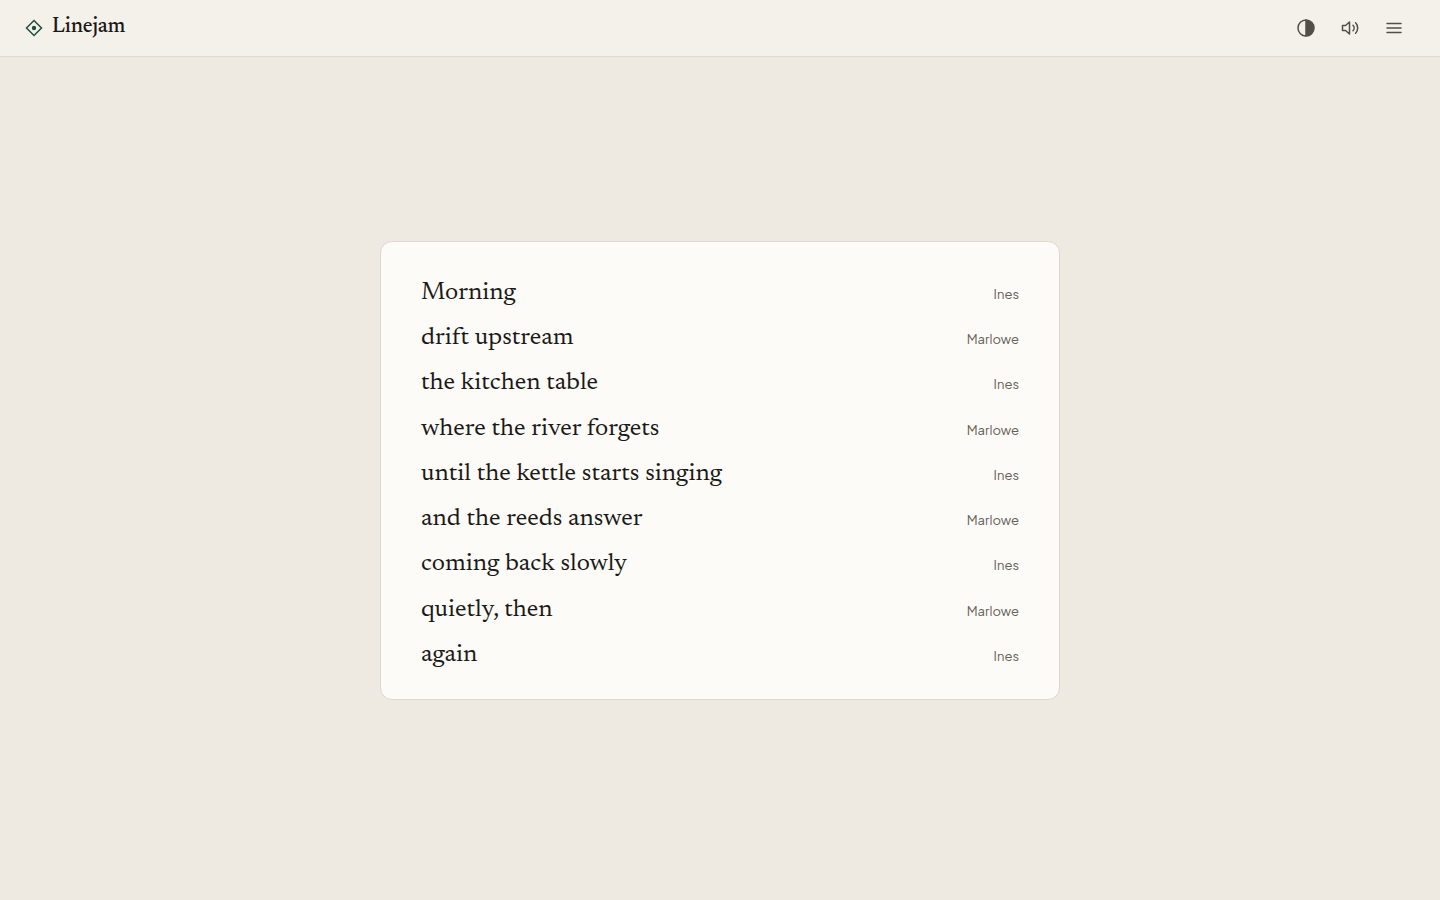 Linejam
Morning Ines
drift upstream Marlowe
the kitchen table Ines
where the river forgets Marlowe
until the kettle starts singing Ines
and the reeds answer Marlowe
coming back slowly Ines
quietly, then Marlowe
again Ines